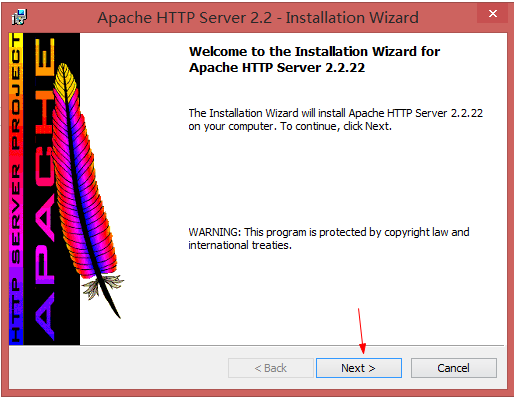 Apache HTTP Server 2.2 - Installation Wizard
HTTP SERVER PROJECT
APACHE
Welcome to the Installation Wizard for
Apache HTTP Server 2.2.22
The Installation Wizard will install Apache HTTP Server 2.2.22
on your computer. To continue, click Next.
WARNING: This program is protected by copyright law and
international treaties.
< Back
Next >
Cancel